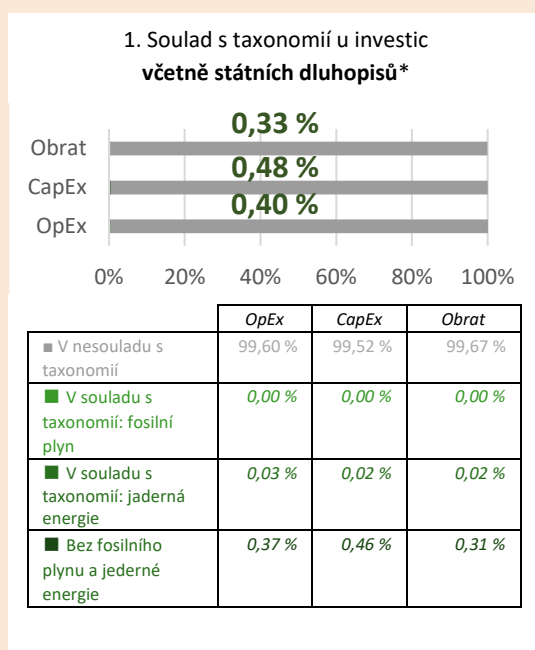 1. Soulad s taxonomií u investic
včetně státních dluhopisů*
0,33 %
Obrat
0,48 %
CapEx
0,40 %
OpEx
0% 20% 40% 60% 80% 100%
OpEx CapEx Obrat
■ V nesouladu s 99,60 % 99,52 % 99,67 %
taxonomií
■ V souladu s 0,00 % 0,00 % 0,00 %
taxonomií: fosilní
plyn
■ V souladu s 0,03 % 0,02 % 0,02 %
taxonomií: jaderná
energie
■ Bez fosilního 0,37 % 0,46 % 0,31 %
plynu a jederné
energie